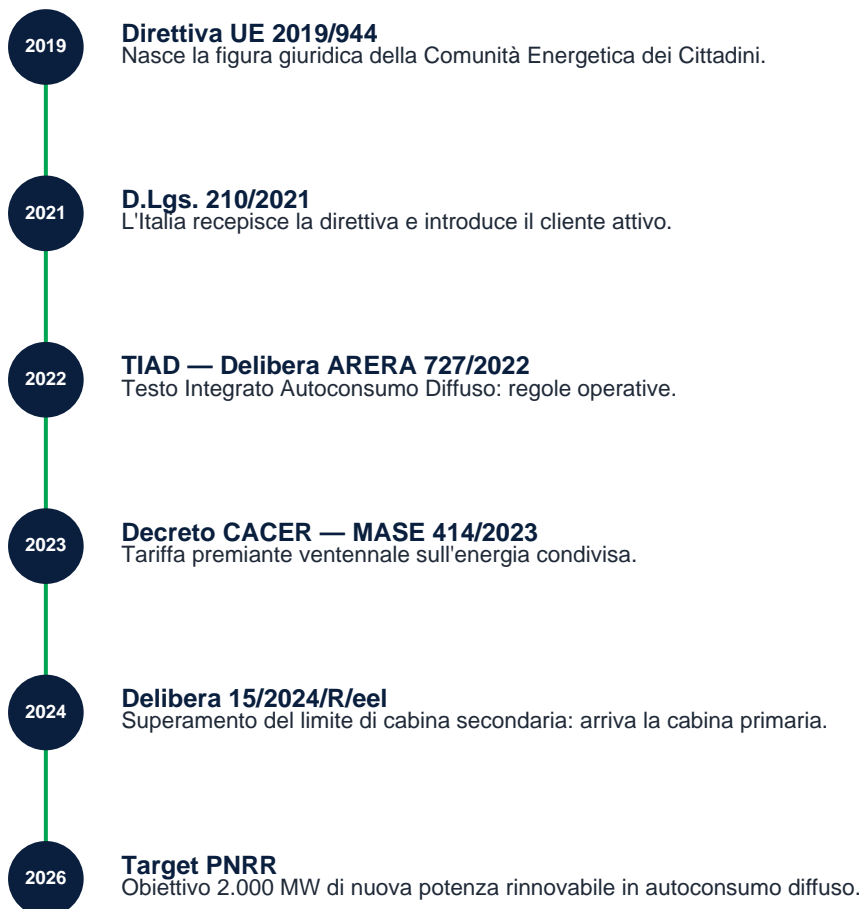 2019
Direttiva UE 2019/944
Nasce la figura giuridica della Comunità Energetica dei Cittadini.
2021
D.Lgs. 210/2021
L'Italia recepisce la direttiva e introduce il cliente attivo.
2022
TIAD — Delibera ARERA 727/2022
Testo Integrato Autoconsumo Diffuso: regole operative.
2023
Decreto CACER — MASE 414/2023
Tariffa premiante ventennale sull'energia condivisa.
2024
Delibera 15/2024/R/eel
Superamento del limite di cabina secondaria: arriva la cabina primaria.
2026
Target PNRR
Obiettivo 2.000 MW di nuova potenza rinnovabile in autoconsumo diffuso.